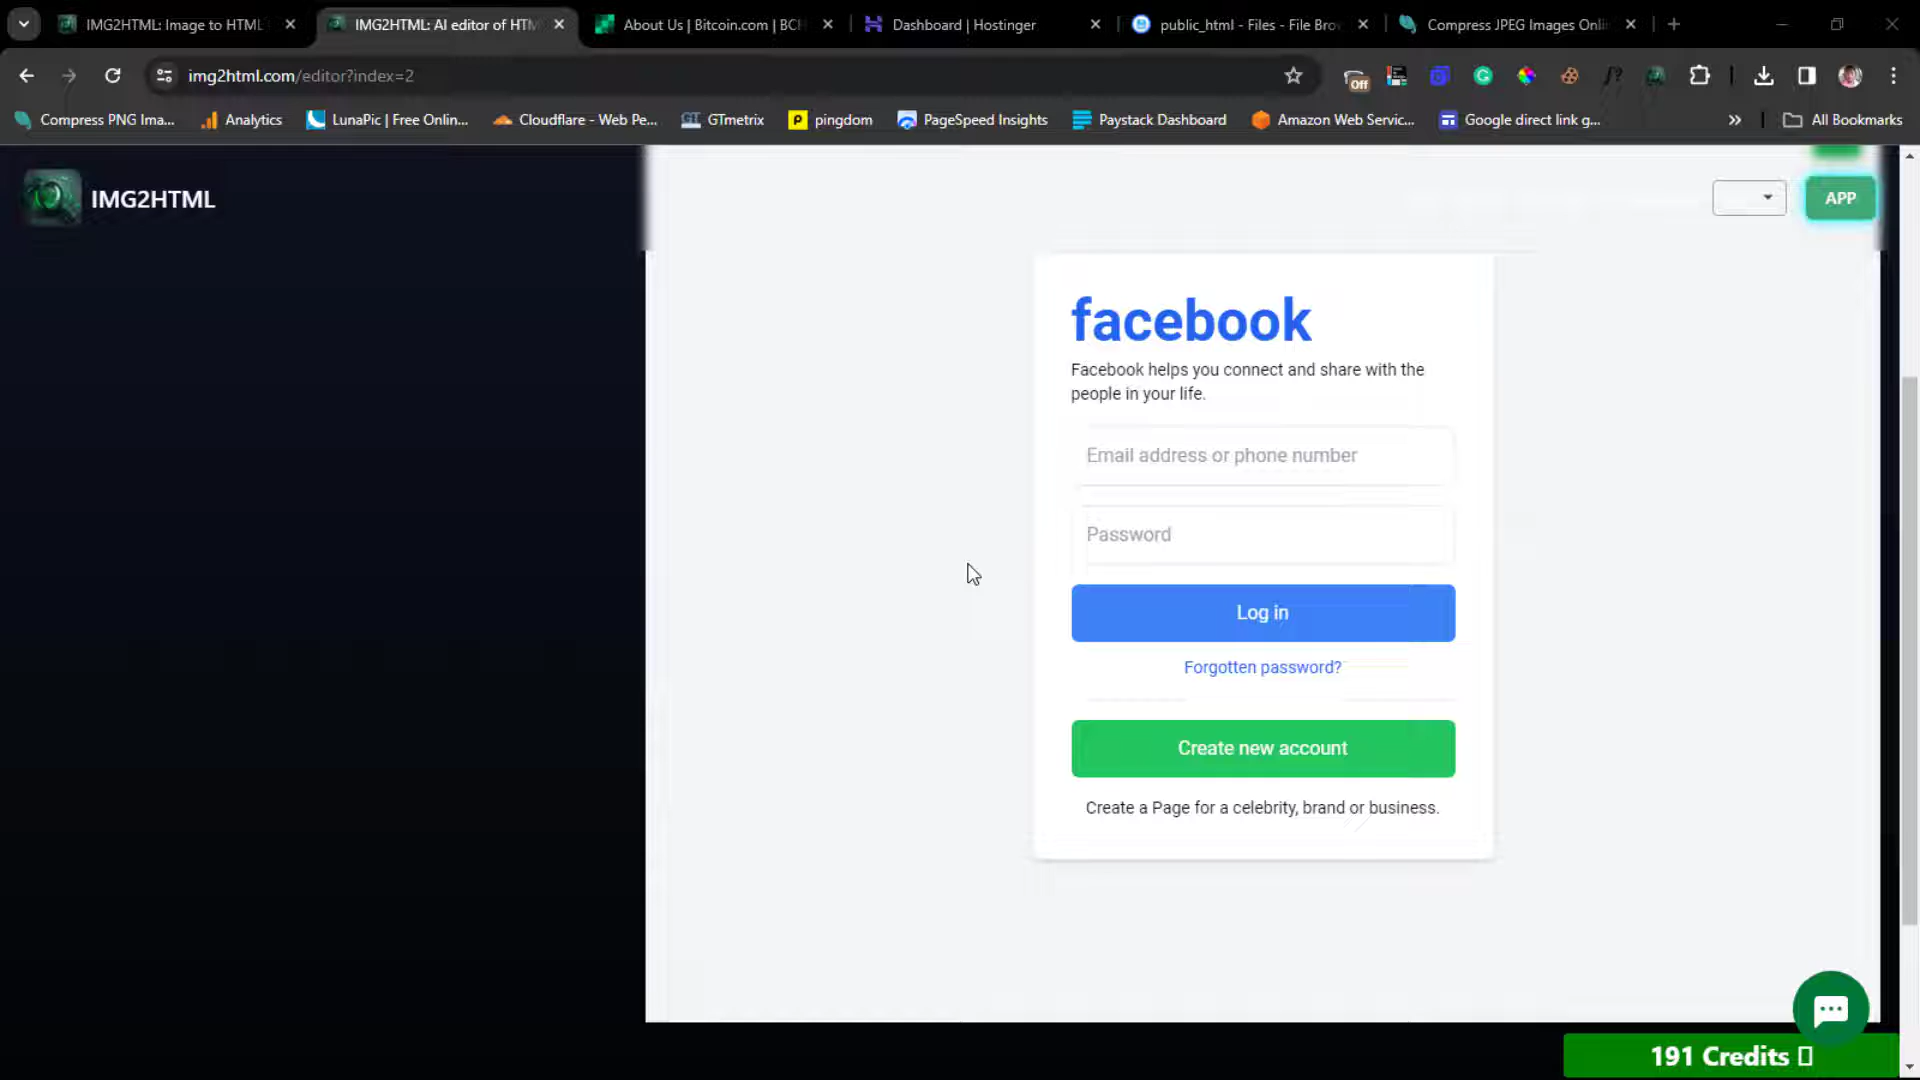 IMG2HTML: Image to HTML
IMG2HTML: AI editor of HTM
About Us | Bitcoin.com | BCH
Dashboard | Hostinger
public_html - Files - File Brow
Compress JPEG Images Onli
img2html.com/editor?index=2
Off
Compress PNG Ima...
Analytics
LunaPic | Free Onlin...
Cloudflare - Web Pe...
GTmetrix
pingdom
PageSpeed Insights
Paystack Dashboard
Amazon Web Servic...
Google direct link g...
All Bookmarks
IMG2HTML
APP
facebook
Facebook helps you connect and share with the
people in your life.
Email address or phone number
Password
Log in
Forgotten password?
Create new account
Create a Page for a celebrity, brand or business.
191 Credits